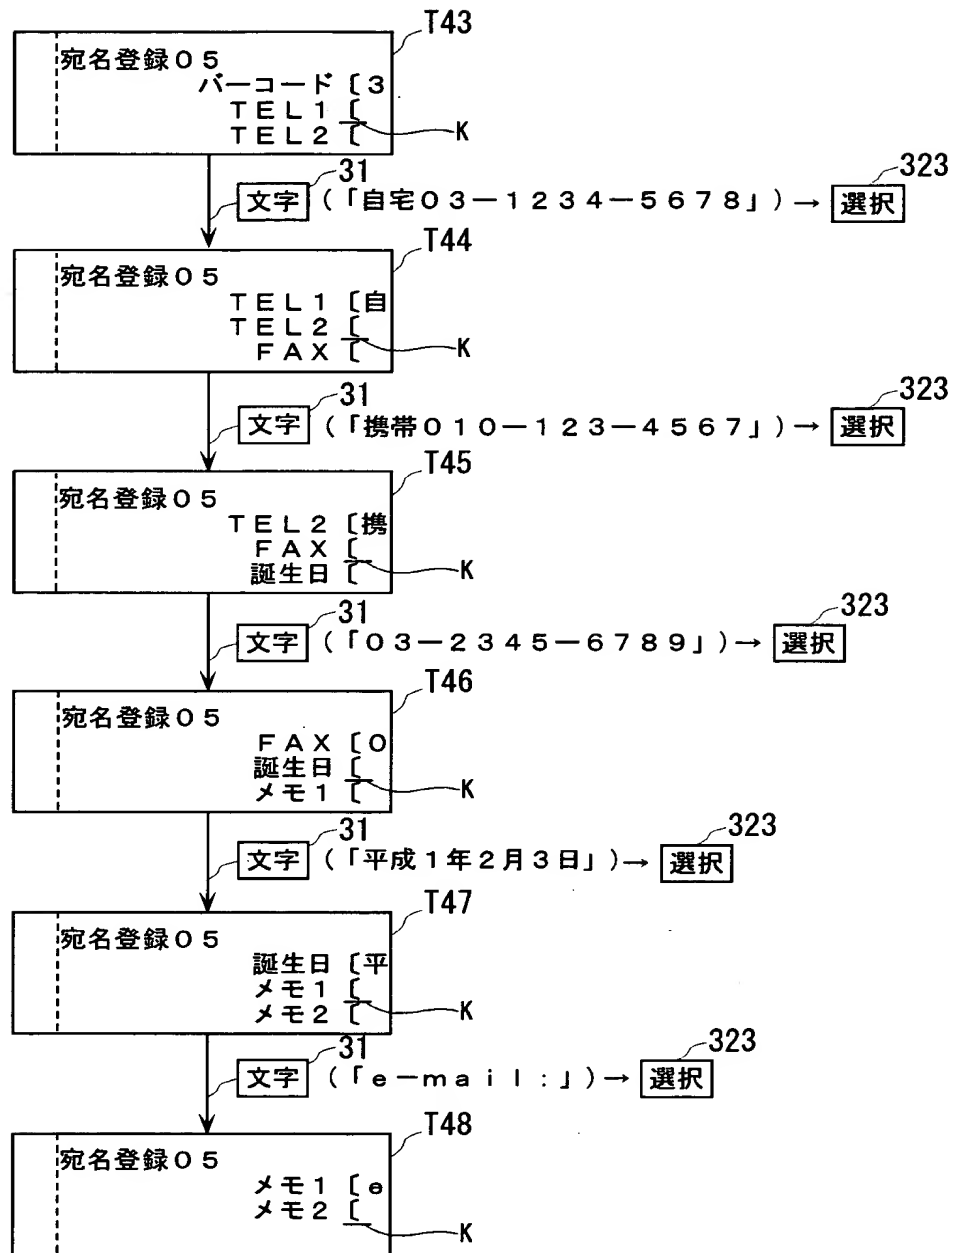 T43
宛名登録05
バーコード〔3
TEL1〔
TEL2〔
K
31
323
文字 (「自宅03-1234-5678」)→ 選択
T44
宛名登録05
TEL1〔自
TEL2〔
FAX〔
K
31
323
文字 (「携帯010-123-4567」)→ 選択
T45
宛名登録05
TEL2〔携
FAX〔
誕生日〔
K
31
323
文字 (「03-2345-6789」)→ 選択
T46
宛名登録05
FAX〔0
誕生日〔
メモ1〔
K
31
323
文字 (「平成1年2月3日」)→ 選択
T47
宛名登録05
誕生日〔平
メモ1〔
メモ2〔
K
31
323
文字 (「e-mail:」)→ 選択
T48
宛名登録05
メモ1〔e
メモ2〔
K